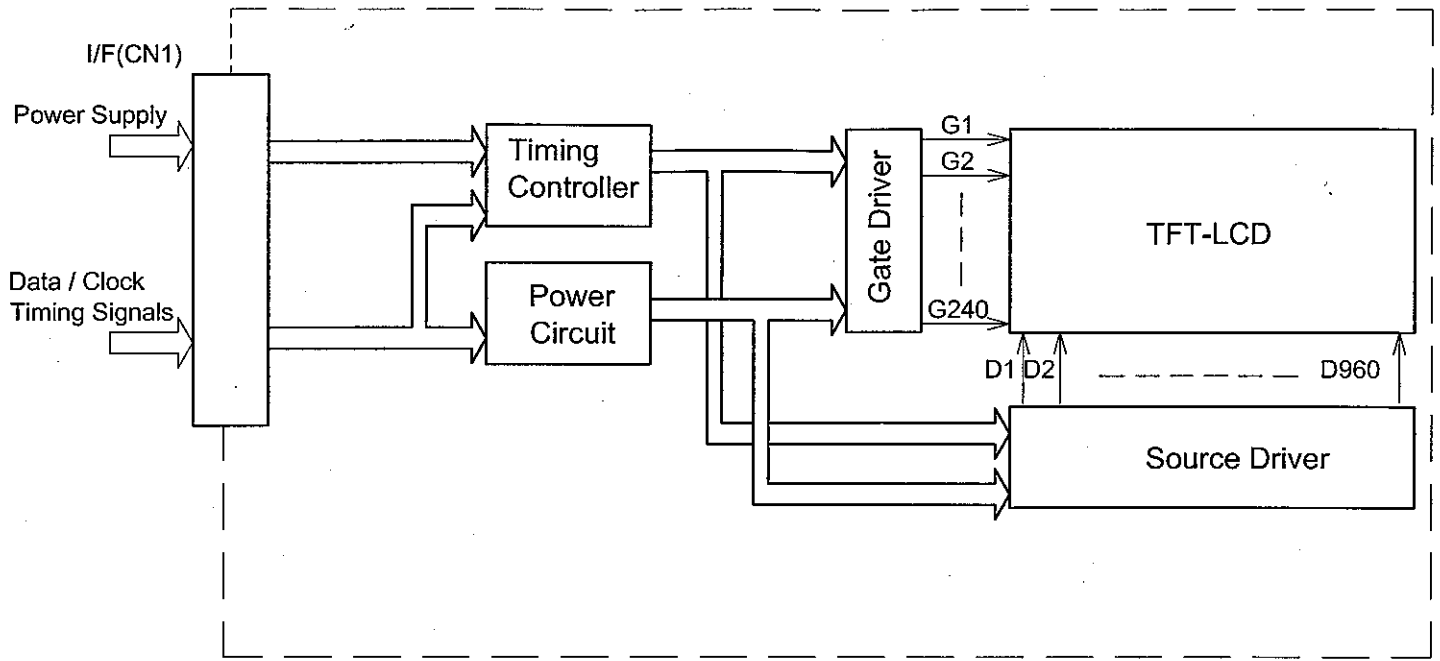 I/F(CN1)
Power Supply
Data / Clock
Timing Signals
Timing
Controller
Power
Circuit
Gate Driver
G1
G2
G240
TFT-LCD
D1 D2
D960
Source Driver